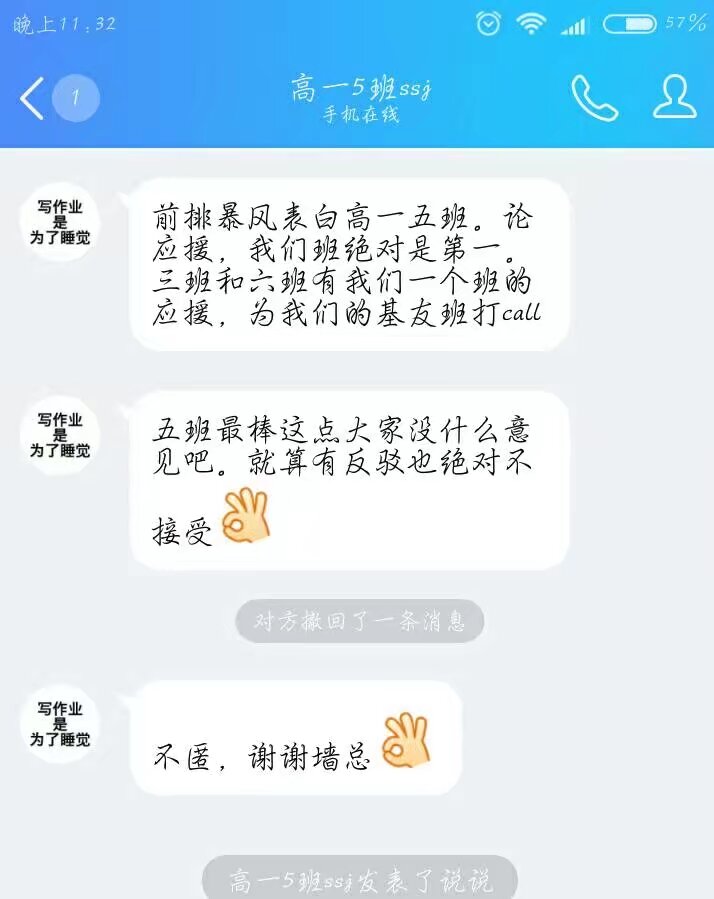 晚上11:32
57%
1
高一5班ssj
手机在线
写作业
是
为了睡觉
前排暴风表白高一五班。论
应援，我们班绝对是第一。
三班和六班有我们一个班的
应援，为我们的基友班打call
写作业
是
为了睡觉
五班最棒这点大家没什么意
见吧。就算有反驳也绝对不
接受👌
对方撤回了一条消息
写作业
是
为了睡觉
不匿，谢谢墙总👌
高一5班ssj发表了说说